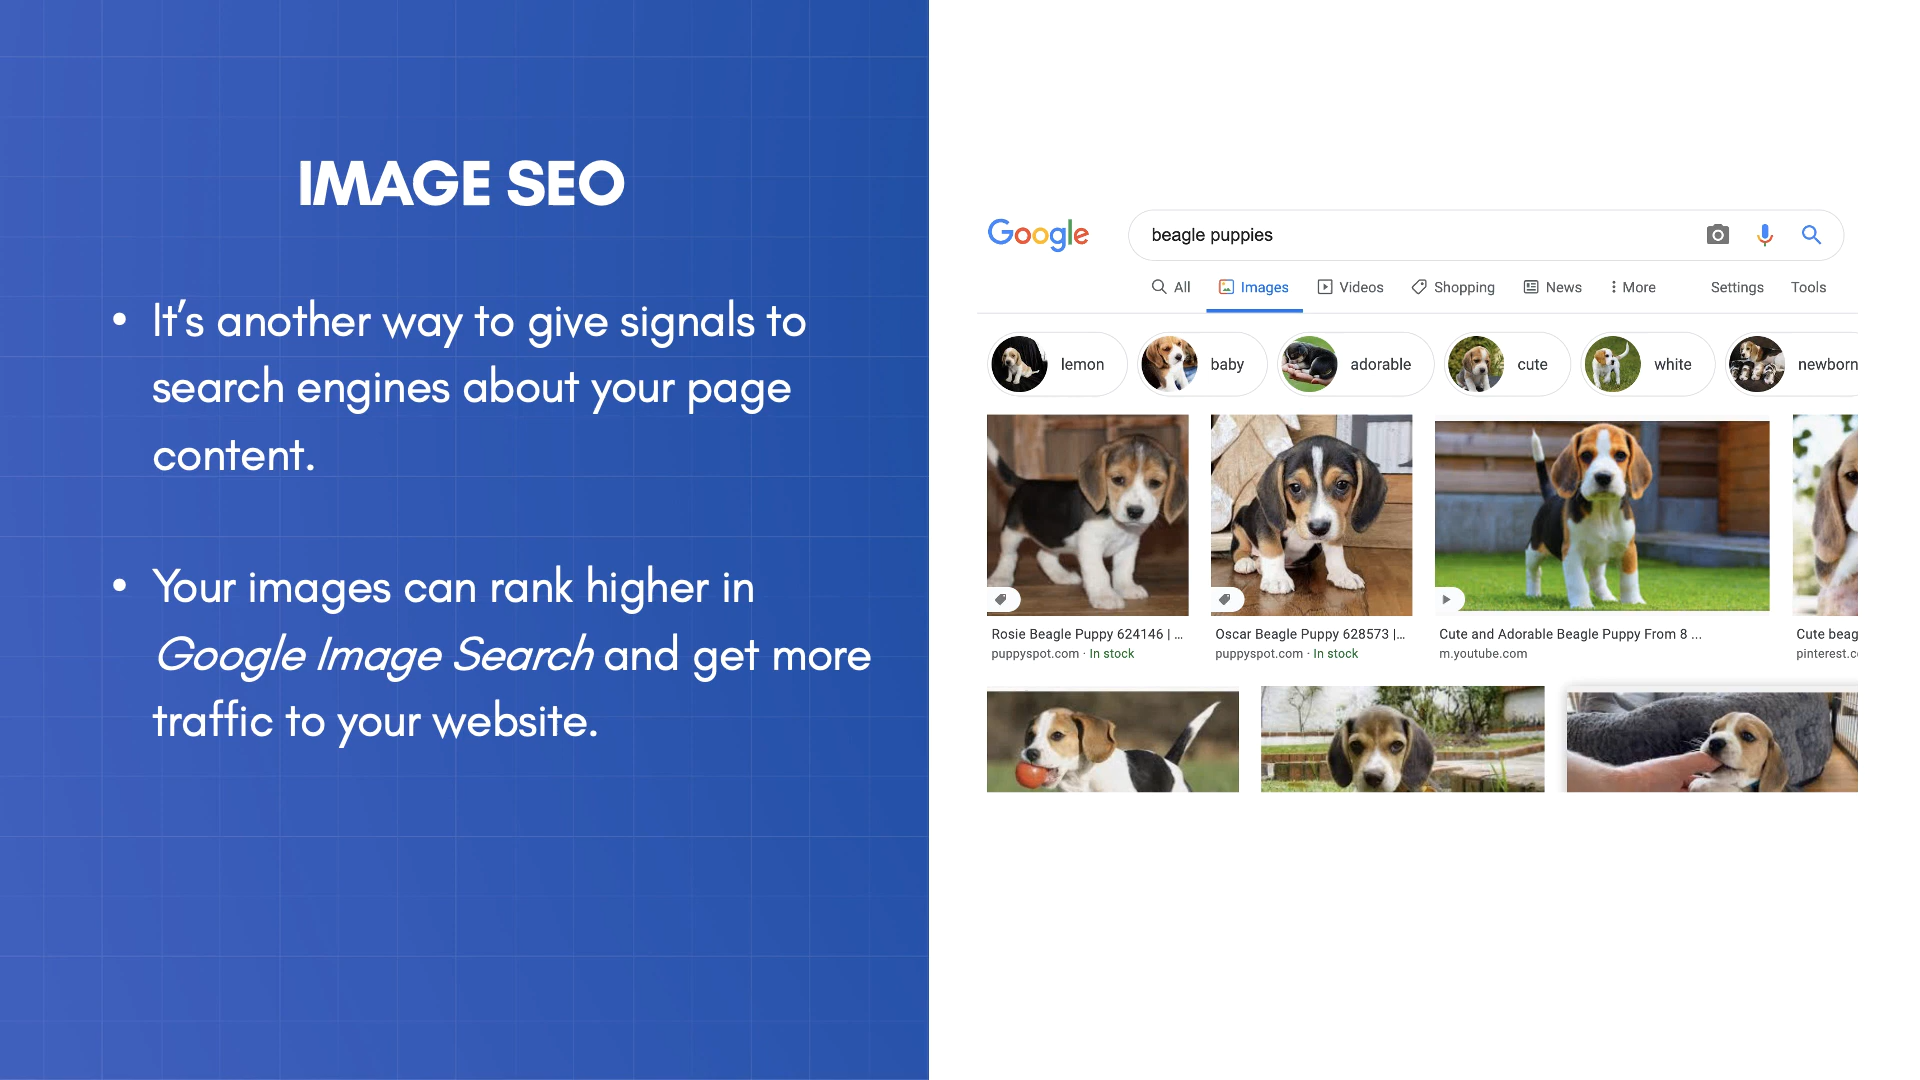 IMAGE SEO
• It's another way to give signals to
search engines about your page
content.
• Your images can rank higher in
Google Image Search and get more
traffic to your website.
Google
beagle puppies
All Images Videos Shopping News More Settings Tools
lemon baby adorable cute white newborn
Rosie Beagle Puppy 624146 | ...
puppyspot.com · In stock
Oscar Beagle Puppy 628573 |...
puppyspot.com · In stock
Cute and Adorable Beagle Puppy From 8 ...
m.youtube.com
Cute beag
pinterest.c